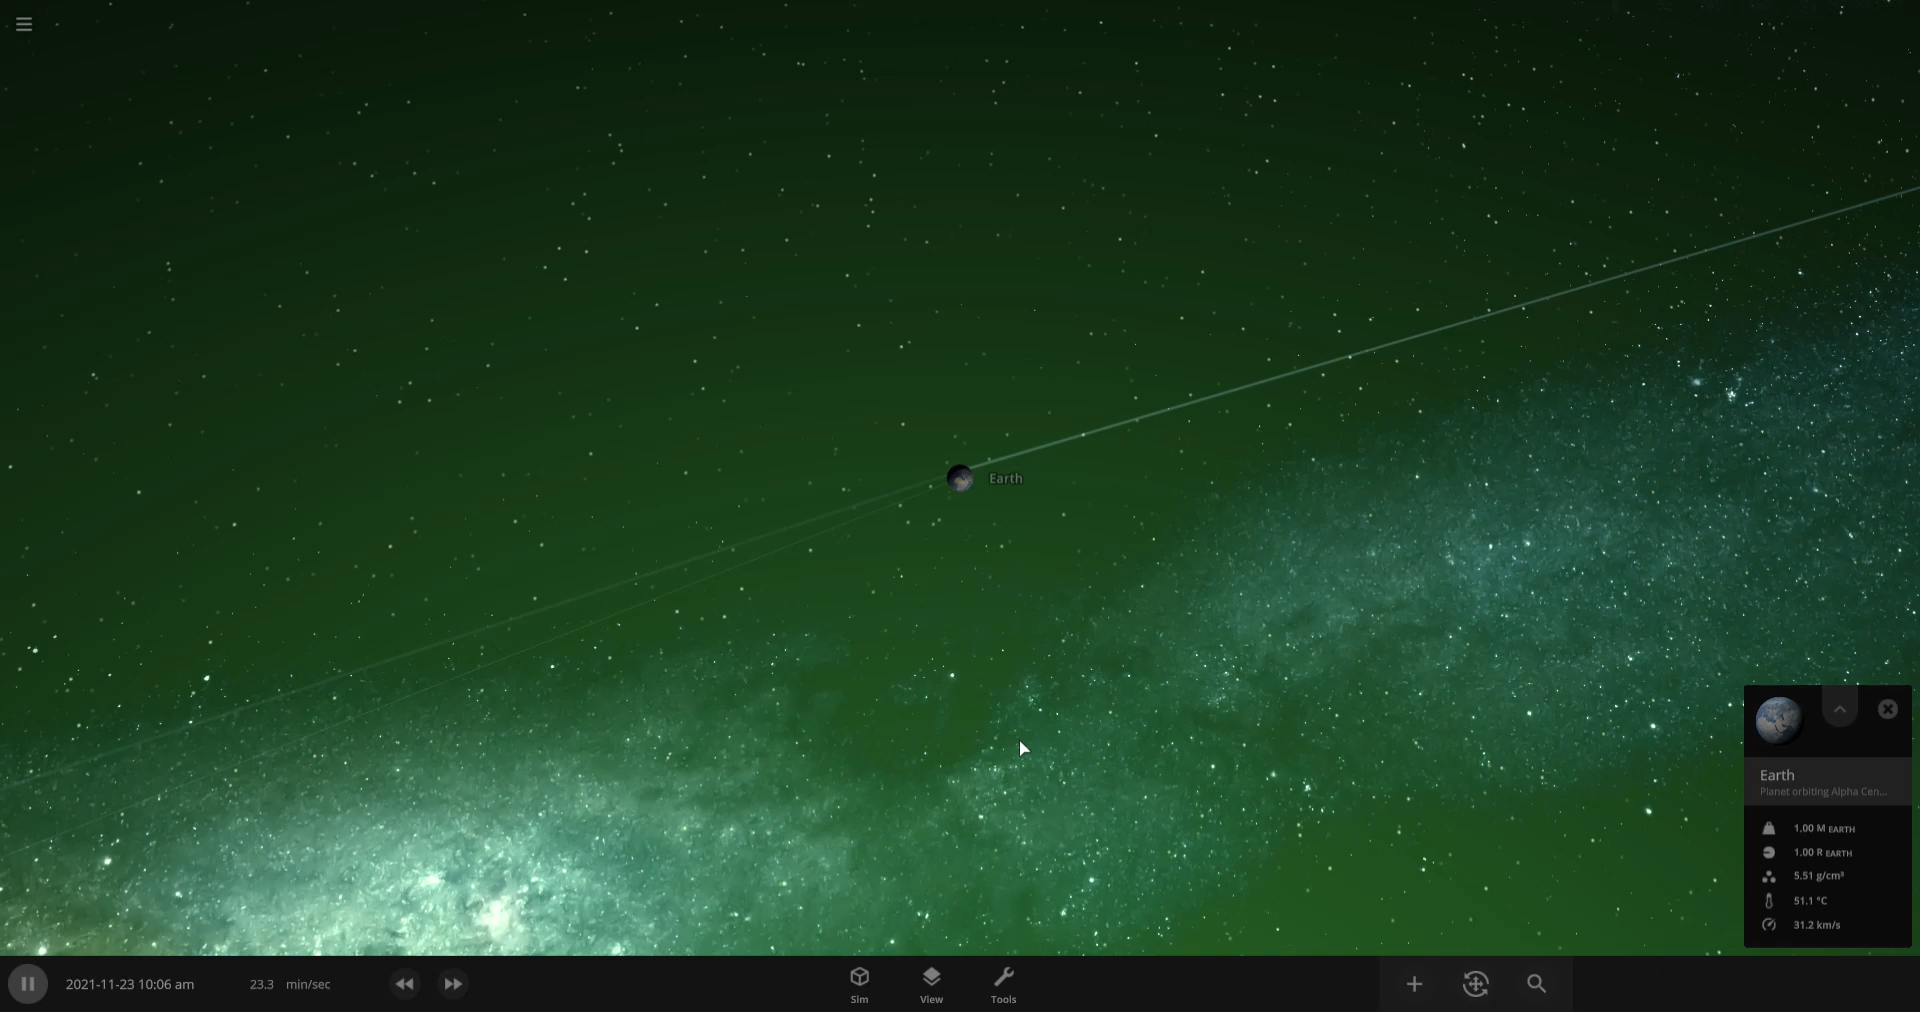 Earth
Earth
Planet orbiting Alpha Cen...
1.00 M EARTH
1.00 R EARTH
5.51 g/cm³
51.1 °C
31.2 km/s
2021-11-23 10:06 am
23.3 min/sec
Sim
View
Tools